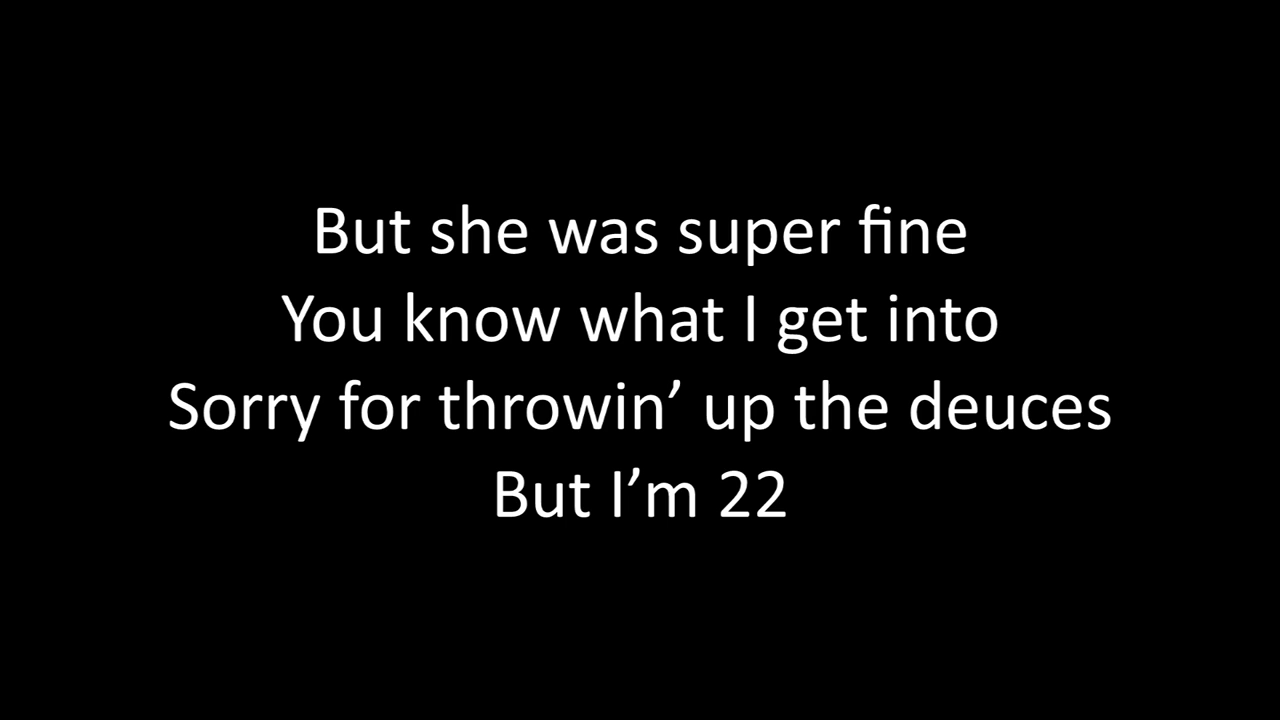 But she was super fine
You know what I get into
Sorry for throwin’ up the deuces
But I’m 22